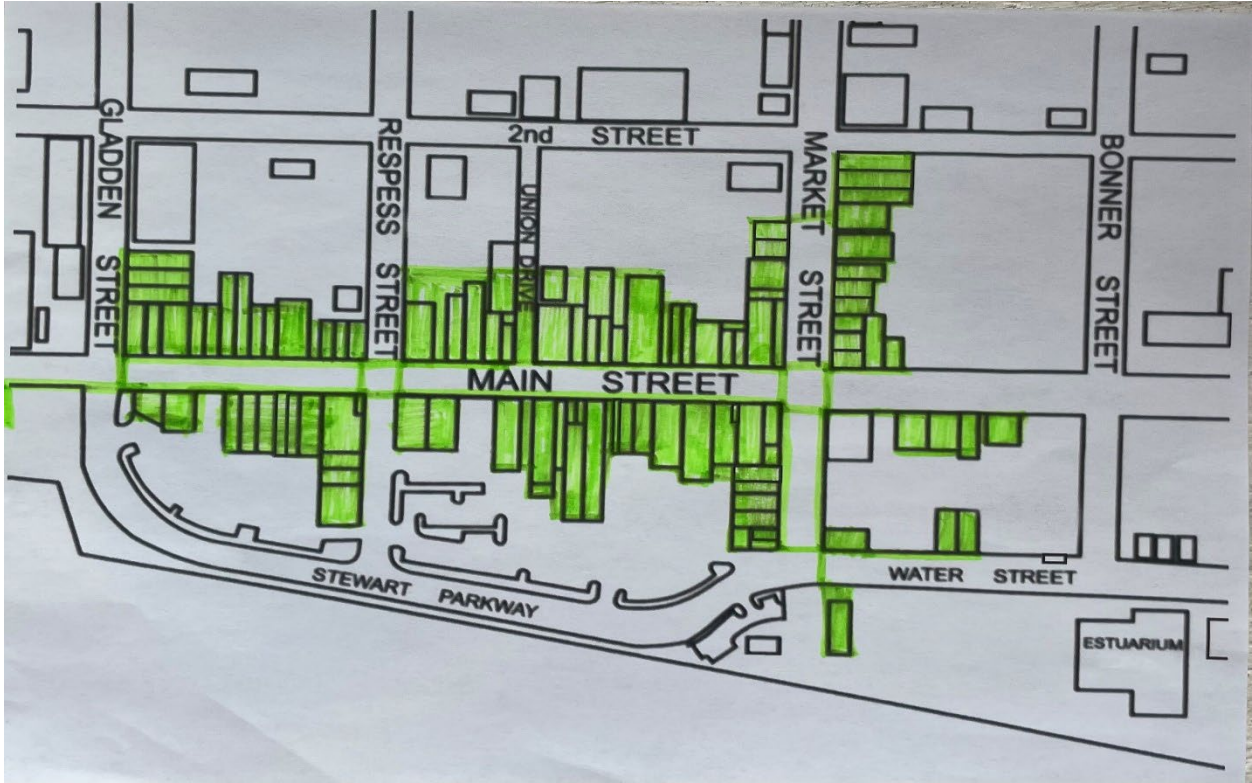 2nd STREET
GLADDEN STREET
RESPESS STREET
UNION DRIVE
MARKET STREET
BONNER STREET
MAIN STREET
WATER STREET
STEWART PARKWAY
ESTUARIUM